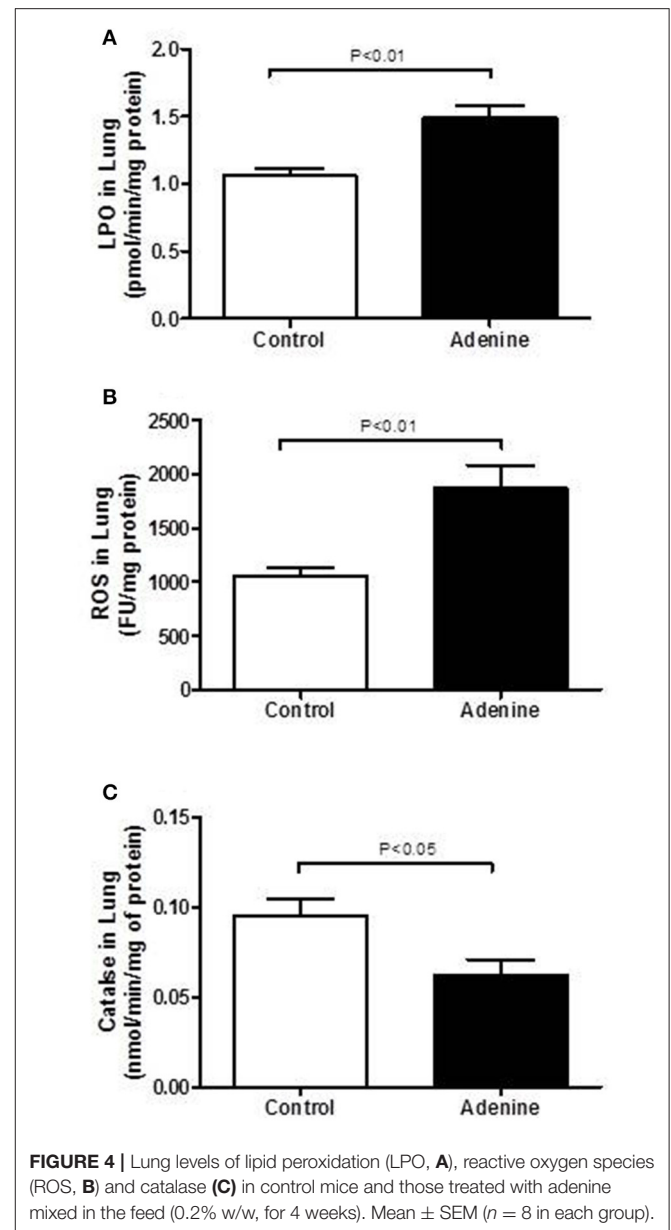 A
2.0
1.5
1.0
0.5
0.0
LPO in Lung
(pmol/min/mg protein)
P<0.01
Control Adenine
B
2500
2000
1500
1000
500
0
ROS in Lung
(FU/mg protein)
P<0.01
Control Adenine
C
0.15
0.10
0.05
0.00
Catalse in Lung
(nmol/min/mg of protein)
P<0.05
Control Adenine
FIGURE 4 | Lung levels of lipid peroxidation (LPO, A), reactive oxygen species
(ROS, B) and catalase (C) in control mice and those treated with adenine
mixed in the feed (0.2% w/w, for 4 weeks). Mean ± SEM (n = 8 in each group).